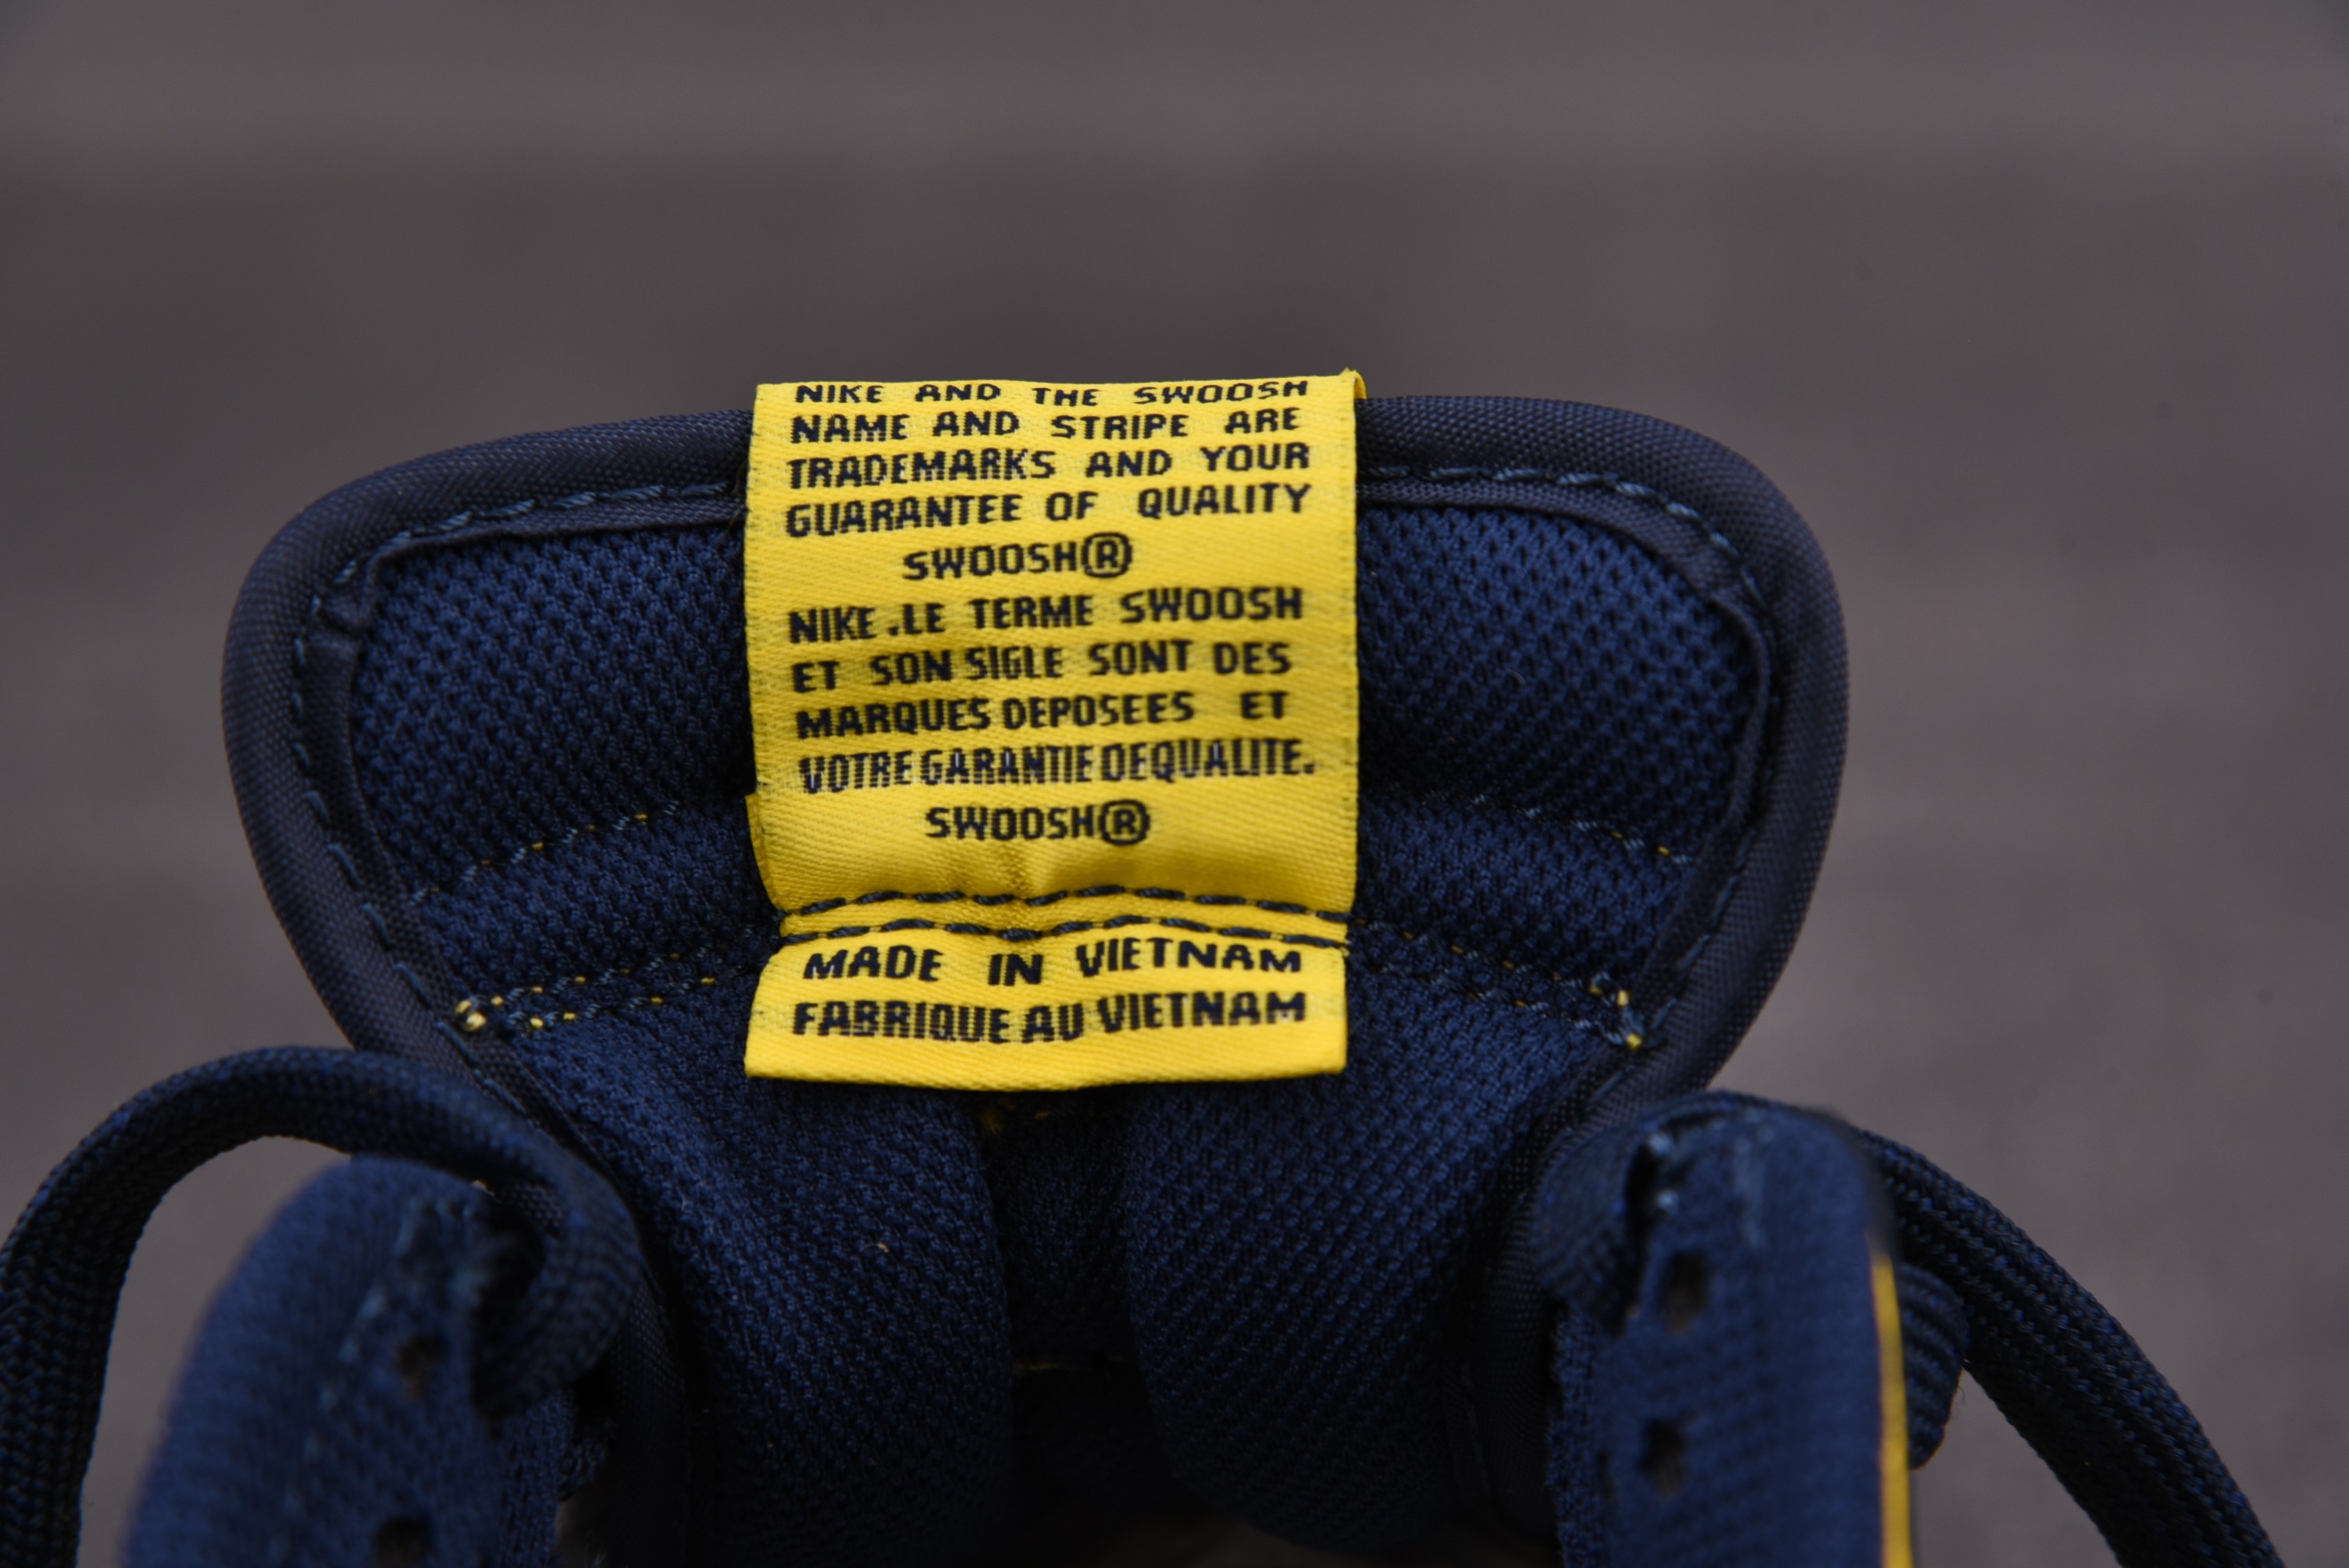 NIKE AND THE SWOOSH
NAME AND STRIPE ARE
TRADEMARKS AND YOUR
GUARANTEE OF QUALITY
SWOOSH®
NIKE .LE TERME SWOOSH
ET SON SIGLE SONT DES
MARQUES DEPOSEES ET
VOTRE GARANTIE DEQUALITE.
SWOOSH®
MADE IN VIETNAM
FABRIQUE AU VIETNAM